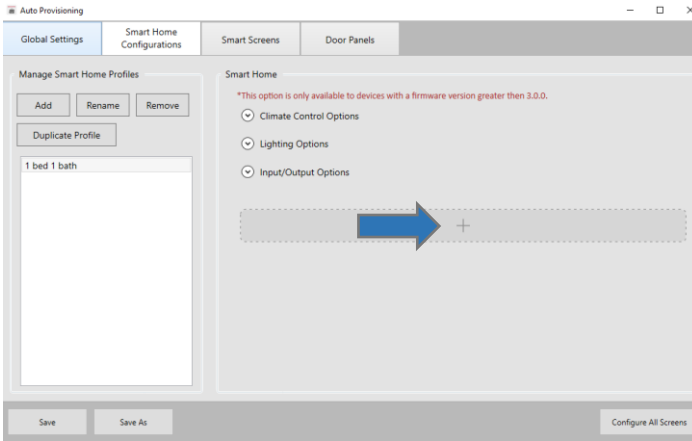 Auto Provisioning
Global Settings
Smart Home
Configurations
Smart Screens
Door Panels
Manage Smart Home Profiles
Add
Rename
Remove
Duplicate Profile
1 bed 1 bath
Smart Home
*This option is only available to devices with a firmware version greater then 3.0.0.
Climate Control Options
Lighting Options
Input/Output Options
Save
Save As
Configure All Screens